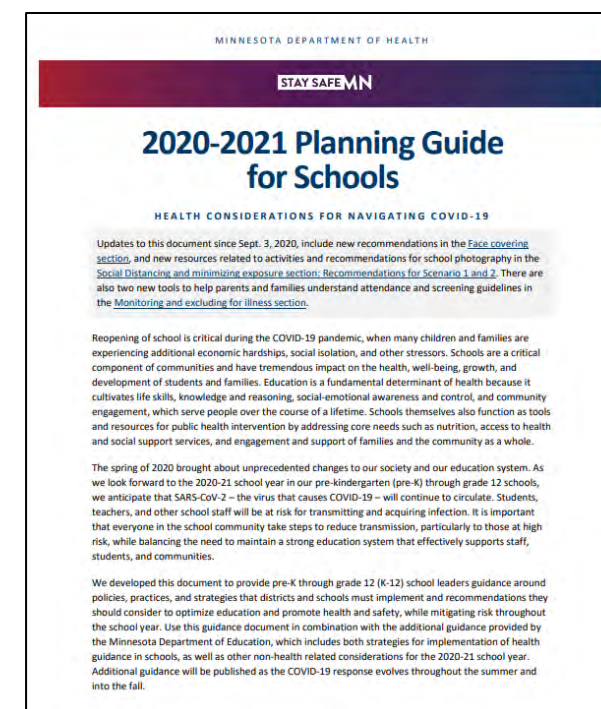 MINNESOTA DEPARTMENT OF HEALTH
STAY SAFE MN
2020-2021 Planning Guide
for Schools
HEALTH CONSIDERATIONS FOR NAVIGATING COVID-19
Updates to this document since Sept. 3, 2020, include new recommendations in the Face covering
section, and new resources related to activities and recommendations for school photography in the
Social Distancing and minimizing exposure section: Recommendations for Scenario 1 and 2. There are
also two new tools to help parents and families understand attendance and screening guidelines in
the Monitoring and excluding for illness section.
Reopening of school is critical during the COVID-19 pandemic, when many children and families are
experiencing additional economic hardships, social isolation, and other stressors. Schools are a critical
component of communities and have tremendous impact on the health, well-being, growth, and
development of students and families. Education is a fundamental determinant of health because it
cultivates life skills, knowledge and reasoning, social-emotional awareness and control, and community
engagement, which serve people over the course of a lifetime. Schools themselves also function as tools
and resources for public health intervention by addressing core needs such as nutrition, access to health
and social support services, and engagement and support of families and the community as a whole.
The spring of 2020 brought about unprecedented changes to our society and our education system. As
we look forward to the 2020-21 school year in our pre-kindergarten (pre-K) through grade 12 schools,
we anticipate that SARS-CoV-2 – the virus that causes COVID-19 – will continue to circulate. Students,
teachers, and other school staff will be at risk for transmitting and acquiring infection. It is important
that everyone in the school community take steps to reduce transmission, particularly to those at high
risk, while balancing the need to maintain a strong education system that effectively supports staff,
students, and communities.
We developed this document to provide pre-K through grade 12 (K-12) school leaders guidance around
policies, practices, and strategies that districts and schools must implement and recommendations they
should consider to optimize education and promote health and safety, while mitigating risk throughout
the school year. Use this guidance document in combination with the additional guidance provided by
the Minnesota Department of Education, which includes both strategies for implementation of health
guidance in schools, as well as other non-health related considerations for the 2020-21 school year.
Additional guidance will be published as the COVID-19 response evolves throughout the summer and
into the fall.